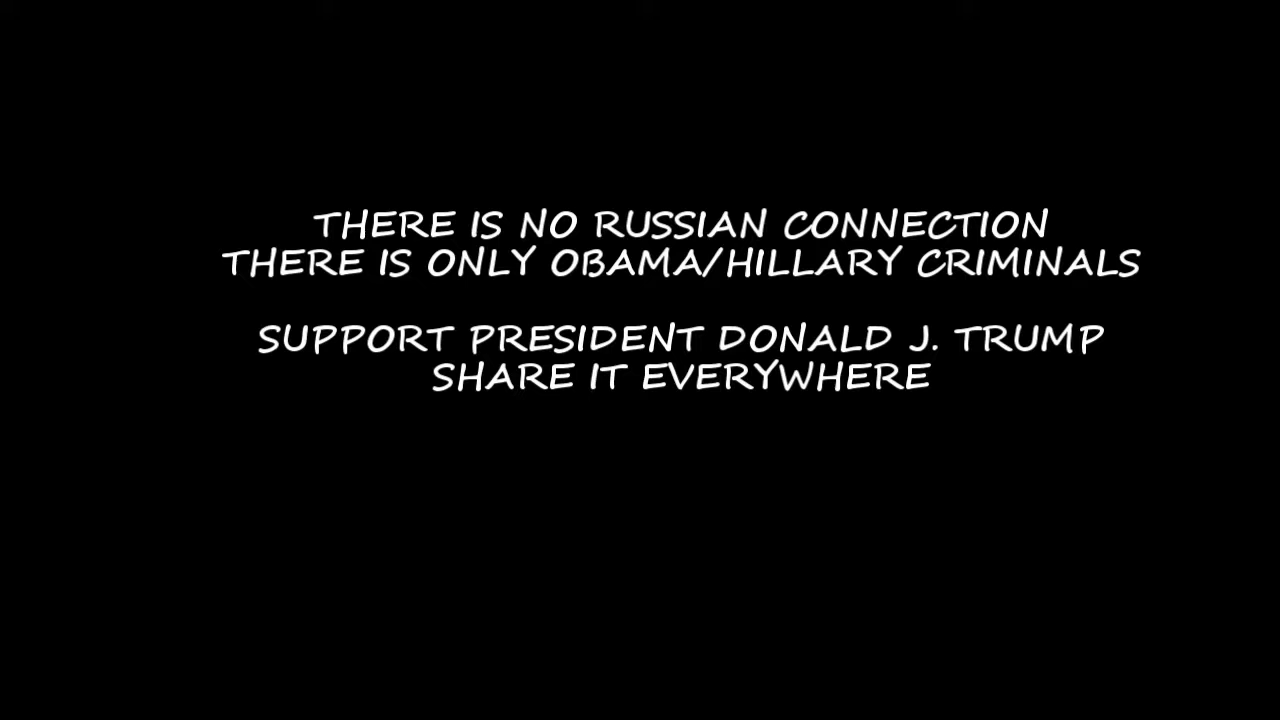 THERE IS NO RUSSIAN CONNECTION
THERE IS ONLY OBAMA/HILLARY CRIMINALS
SUPPORT PRESIDENT DONALD J. TRUMP
SHARE IT EVERYWHERE